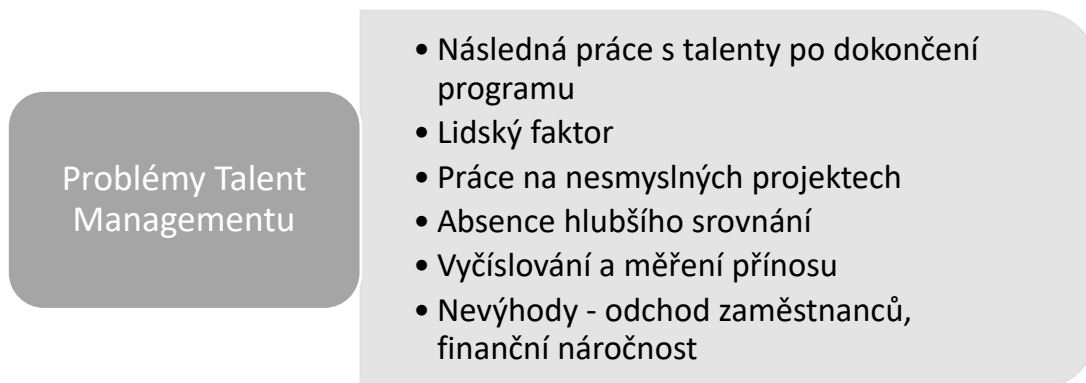 Problémy Talent
Managementu
• Následná práce s talenty po dokončení
programu
• Lidský faktor
• Práce na nesmyslných projektech
• Absence hlubšího srovnání
• Vyčíslování a měření přínosu
• Nevýhody - odchod zaměstnanců,
finanční náročnost